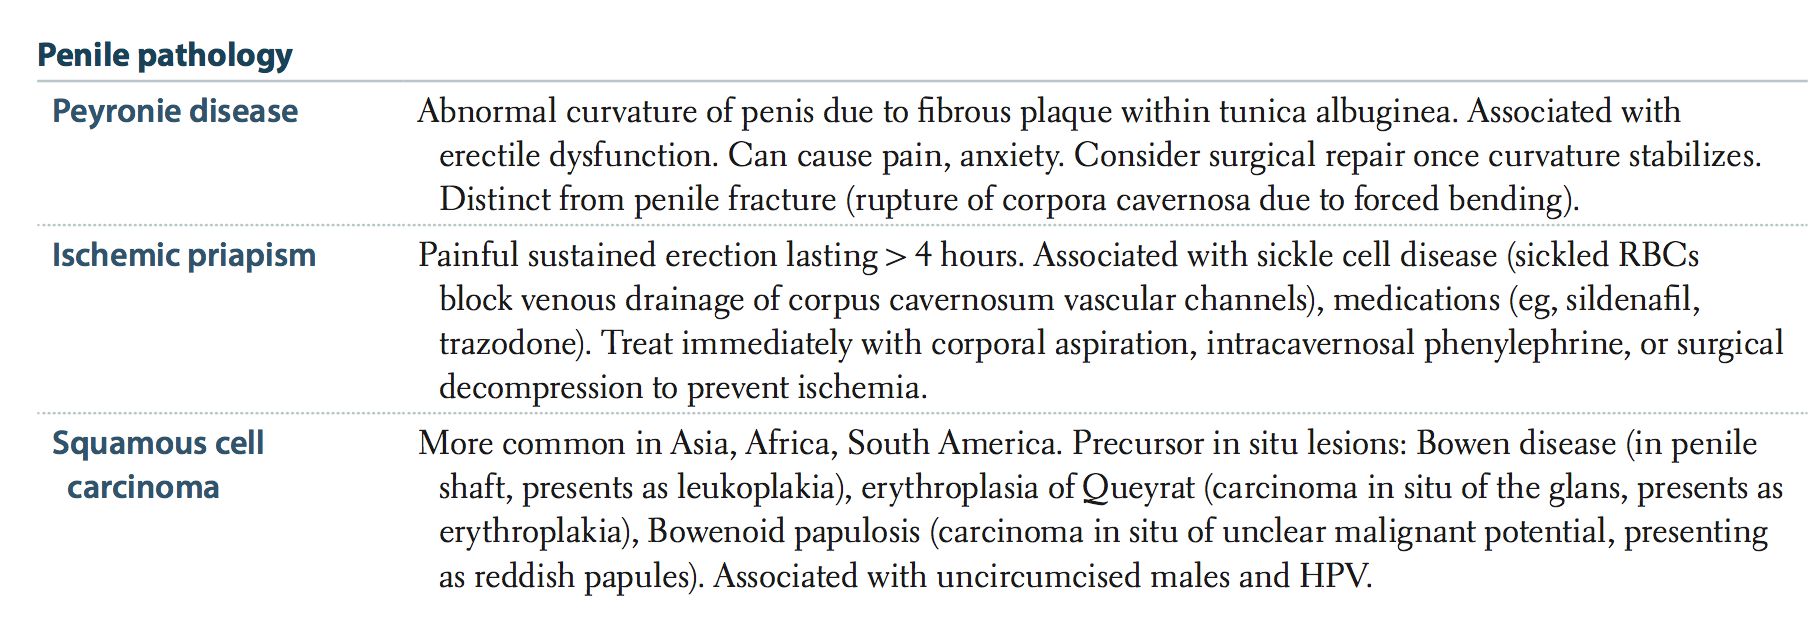 Penile pathology
Peyronie disease
Abnormal curvature of penis due to fibrous plaque within tunica albuginea. Associated with
erectile dysfunction. Can cause pain, anxiety. Consider surgical repair once curvature stabilizes.
Distinct from penile fracture (rupture of corpora cavernosa due to forced bending).
Ischemic priapism
Painful sustained erection lasting > 4 hours. Associated with sickle cell disease (sickled RBCs
block venous drainage of corpus cavernosum vascular channels), medications (eg, sildenafil,
trazodone). Treat immediately with corporal aspiration, intracavernosal phenylephrine, or surgical
decompression to prevent ischemia.
Squamous cell
carcinoma
More common in Asia, Africa, South America. Precursor in situ lesions: Bowen disease (in penile
shaft, presents as leukoplakia), erythroplasia of Queyrat (carcinoma in situ of the glans, presents as
erythroplakia), Bowenoid papulosis (carcinoma in situ of unclear malignant potential, presenting
as reddish papules). Associated with uncircumcised males and HPV.